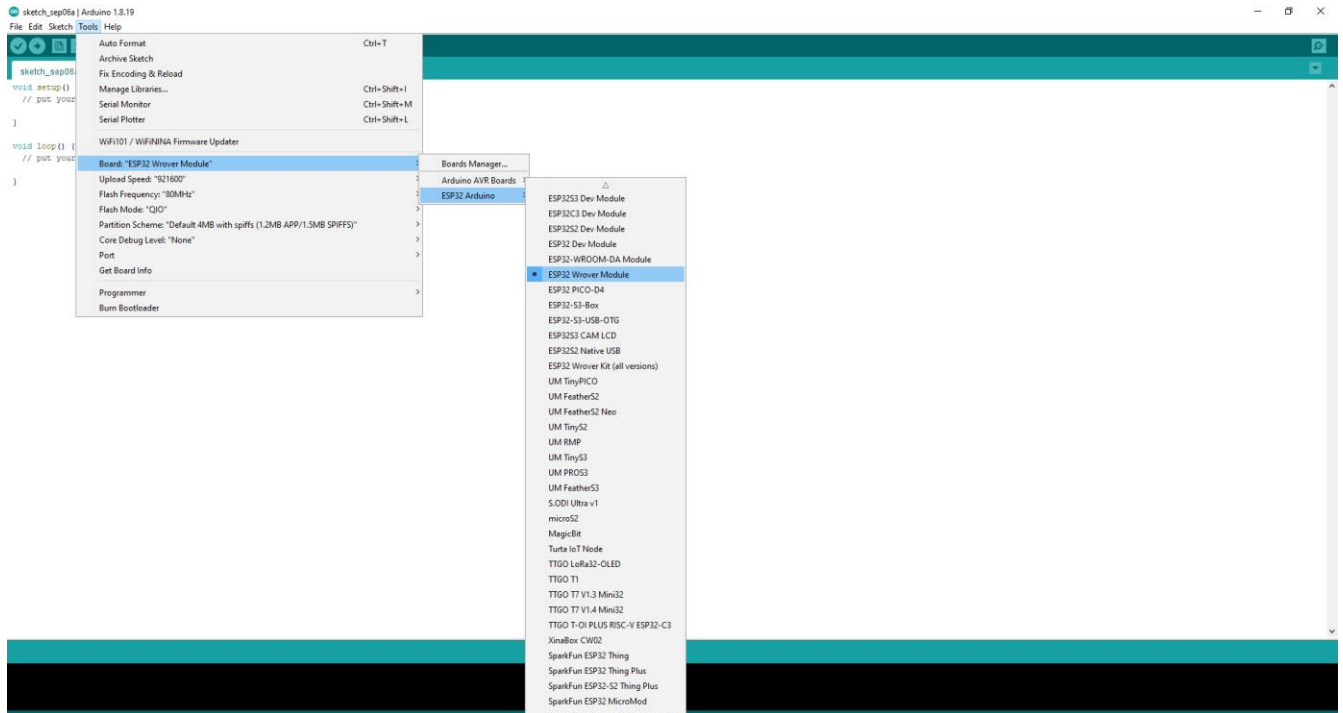 sketch_sep06a | Arduino 1.8.19
File Edit Sketch Tools Help
sketch_sep06
void setup()
// put your
}
void loop() {
// put your
}
Auto Format Ctrl+T
Archive Sketch
Fix Encoding & Reload
Manage Libraries... Ctrl+Shift+I
Serial Monitor Ctrl+Shift+M
Serial Plotter Ctrl+Shift+L
WiFi101 / WiFiNINA Firmware Updater
Board: "ESP32 Wrover Module"
Upload Speed: "921600"
Flash Frequency: "80MHz"
Flash Mode: "QIO"
Partition Scheme: "Default 4MB with spiffs (1.2MB APP/1.5MB SPIFFS)"
Core Debug Level: "None"
Port
Get Board Info
Programmer
Burn Bootloader
Boards Manager...
Arduino AVR Boards
ESP32 Arduino
ESP32S3 Dev Module
ESP32C3 Dev Module
ESP32S2 Dev Module
ESP32 Dev Module
ESP32-WROOM-DA Module
ESP32 Wrover Module
ESP32 PICO-D4
ESP32-S3-Box
ESP32-S3-USB-OTG
ESP32S3 CAM LCD
ESP32S2 Native USB
ESP32 Wrover Kit (all versions)
UM TinyPICO
UM FeatherS2
UM FeatherS2 Neo
UM TinyS2
UM RMP
UM TinyS3
UM PROS3
UM FeatherS3
S.ODI Ultra v1
microS2
MagicBit
Turta IoT Node
TTGO LoRa32-OLED
TTGO T1
TTGO T7 V1.3 Mini32
TTGO T7 V1.4 Mini32
TTGO T-OI PLUS RISC-V ESP32-C3
XinaBox CW02
SparkFun ESP32 Thing
SparkFun ESP32 Thing Plus
SparkFun ESP32-S2 Thing Plus
SparkFun ESP32 MicroMod